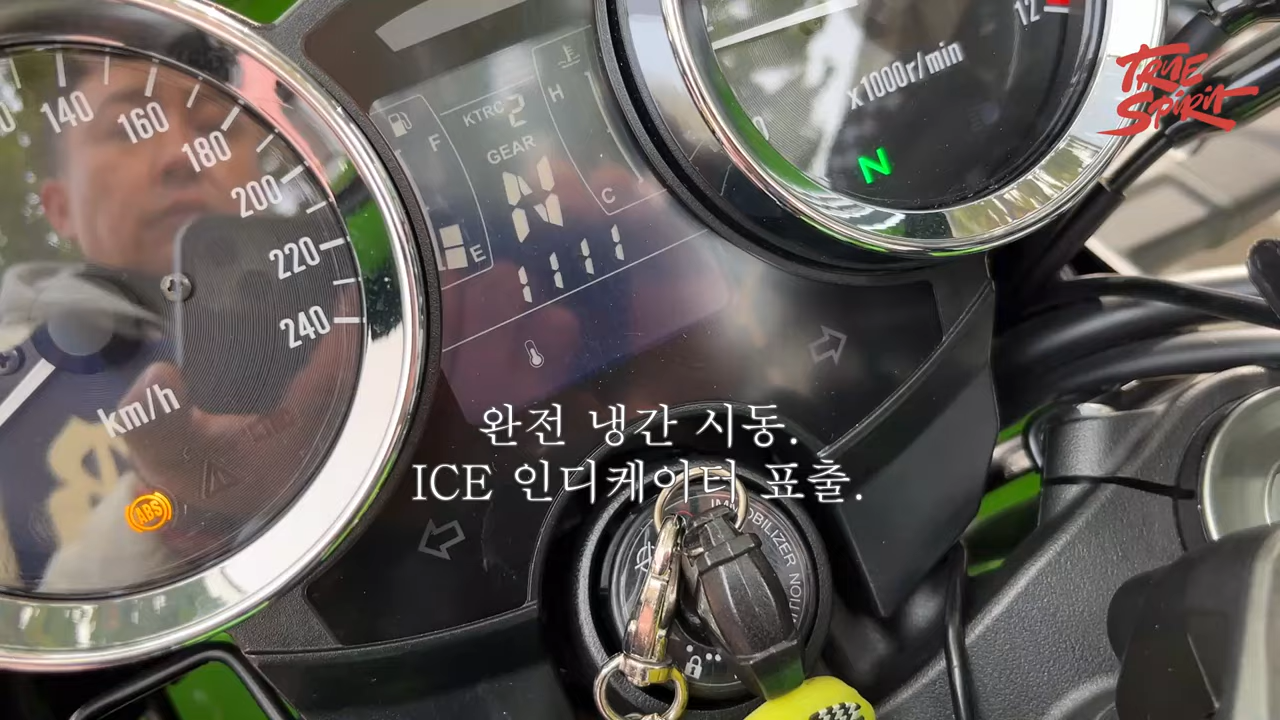 140
160
180
200
220
240
km/h
ABS
F
E
KTRC 2
GEAR
N
1111
H
C
12
x1000r/min
N
TRUE
SPIRIT
완전 냉간 시동.
ICE 인디케이터 표출.
IMMOBILIZER